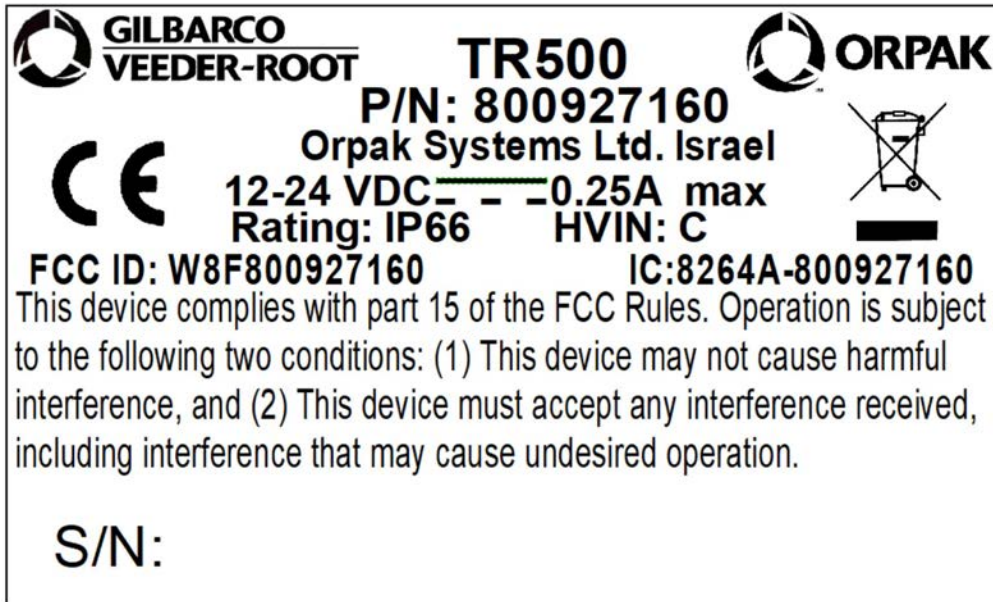 GILBARCO
VEEDER-ROOT
TR500
ORPAK
P/N: 800927160
Orpak Systems Ltd. Israel
CE
12-24 VDC 0.25A max
Rating: IP66 HVIN: C
FCC ID: W8F800927160 IC:8264A-800927160
This device complies with part 15 of the FCC Rules. Operation is subject
to the following two conditions: (1) This device may not cause harmful
interference, and (2) This device must accept any interference received,
including interference that may cause undesired operation.
S/N: